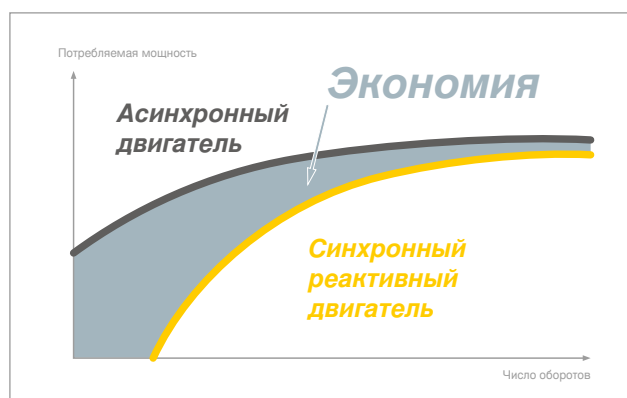 Потребляемая мощность
Экономия
Асинхронный
двигатель
Синхронный
реактивный
двигатель
Число оборотов